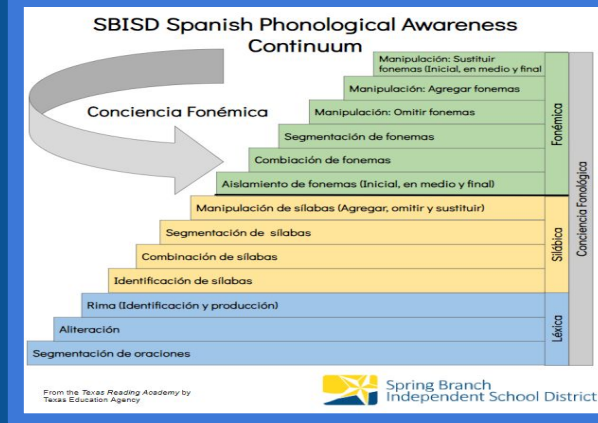 SBISD Spanish Phonological Awareness
Continuum
Manipulación: Sustituir
fonemas (Inicial, en medio y final
Manipulación: Agregar fonemas
Conciencia Fonémica
Manipulación: Omitir fonemas
Segmentación de fonemas
Combiación de fonemas
Aislamiento de fonemas (Inicial, en medio y final)
Fonémica
Manipulación de sílabas (Agregar, omitir y sustituir)
Segmentación de sílabas
Combinación de sílabas
Identificación de sílabas
Silábica
Conciencia Fonológica
Rima (Identificación y producción)
Aliteración
Segmentación de oraciones
Léxica
From the Texas Reading Academy by
Texas Education Agency
Spring Branch
Independent School District